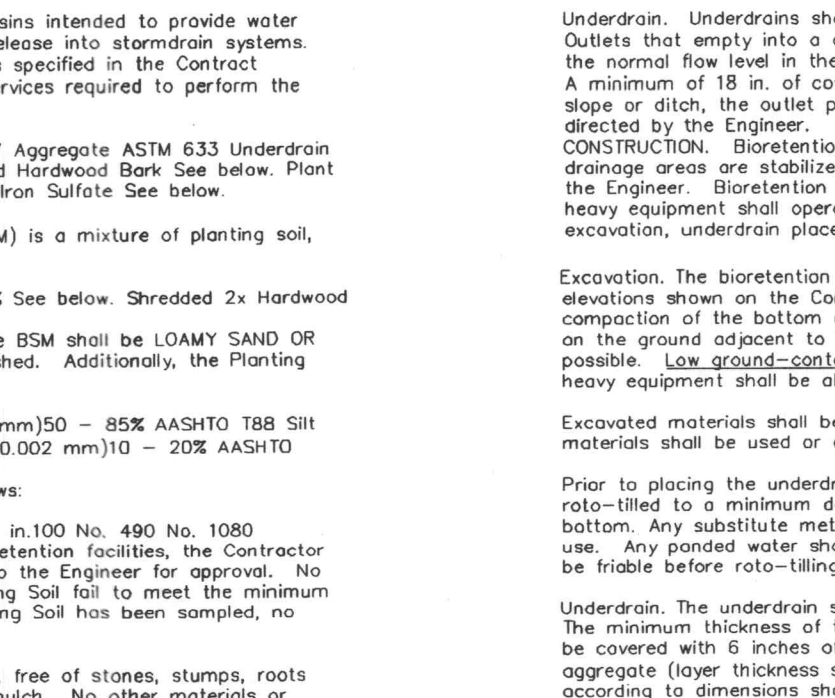 sins intended to provide water
elease into stormdrain systems.
specified in the Contract
rvices required to perform the
Aggregate ASTM 633 Underdrain
d Hardwood Bark See below. Plant
Iron Sulfate See below.
M) is a mixture of planting soil,
% See below. Shredded 2x Hardwood
e BSM shall be LOAMY SAND OR
shed. Additionally, the Planting
mm)50 – 85% AASHTO T88 Silt
0.002 mm)10 – 20% AASHTO
ws:
in.100 No. 490 No. 1080
etention facilities, the Contractor
o the Engineer for approval. No
ng Soil fail to meet the minimum
ng Soil has been sampled, no
free of stones, stumps, roots
mulch. No other materials or
Underdrain. Underdrains sh
Outlets that empty into a
the normal flow level in the
A minimum of 18 in. of co
slope or ditch, the outlet p
directed by the Engineer.
CONSTRUCTION. Bioretentio
drainage areas are stabilize
the Engineer. Bioretention
heavy equipment shall oper
excavation, underdrain place
Excavation. The bioretention
elevations shown on the Co
compaction of the bottom
on the ground adjacent to
possible. Low ground–conta
heavy equipment shall be al
Excavated materials shall be
materials shall be used or
Prior to placing the underdr
roto–tilled to a minimum d
bottom. Any substitute met
use. Any ponded water sho
be friable before roto–tilling
Underdrain. The underdrain s
The minimum thickness of
be covered with 6 inches of
aggregate (layer thickness s
according to dimensions sh